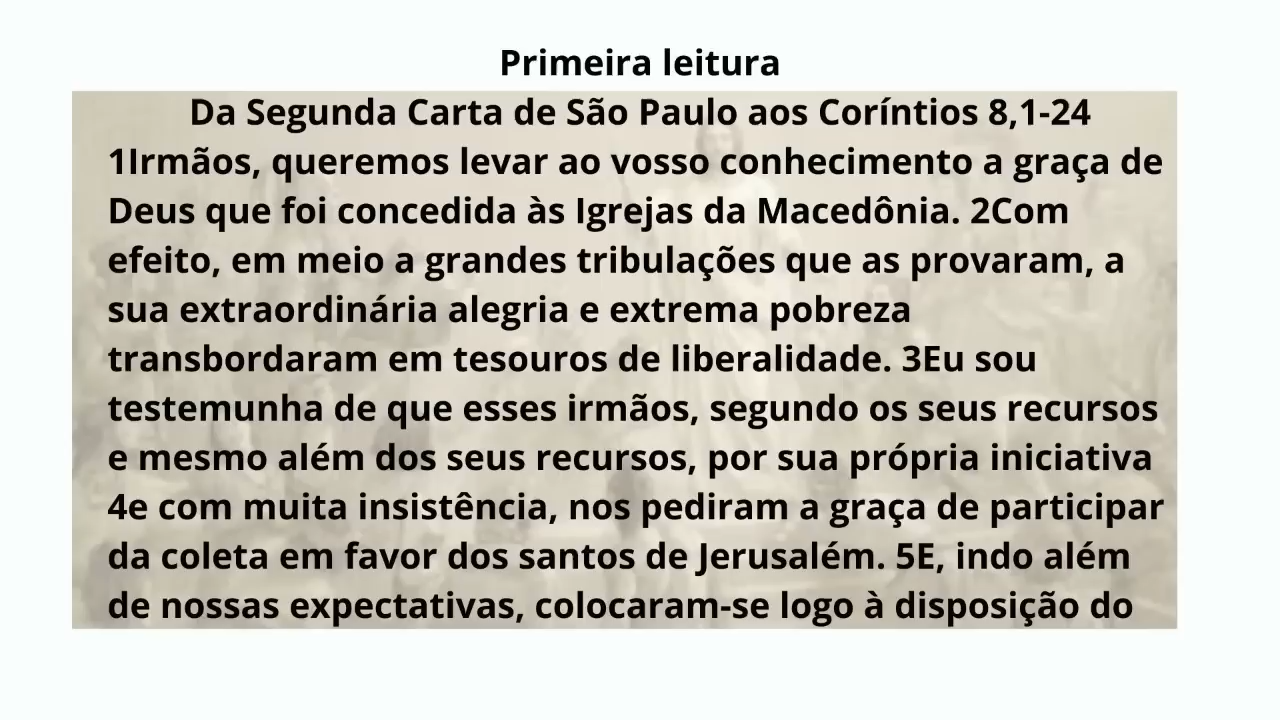 Primeira leitura
Da Segunda Carta de São Paulo aos Coríntios 8,1-24
1Irmãos, queremos levar ao vosso conhecimento a graça de
Deus que foi concedida às Igrejas da Macedônia. 2Com
efeito, em meio a grandes tribulações que as provaram, a
sua extraordinária alegria e extrema pobreza
transbordaram em tesouros de liberalidade. 3Eu sou
testemunha de que esses irmãos, segundo os seus recursos
e mesmo além dos seus recursos, por sua própria iniciativa
4e com muita insistência, nos pediram a graça de participar
da coleta em favor dos santos de Jerusalém. 5E, indo além
de nossas expectativas, colocaram-se logo à disposição do